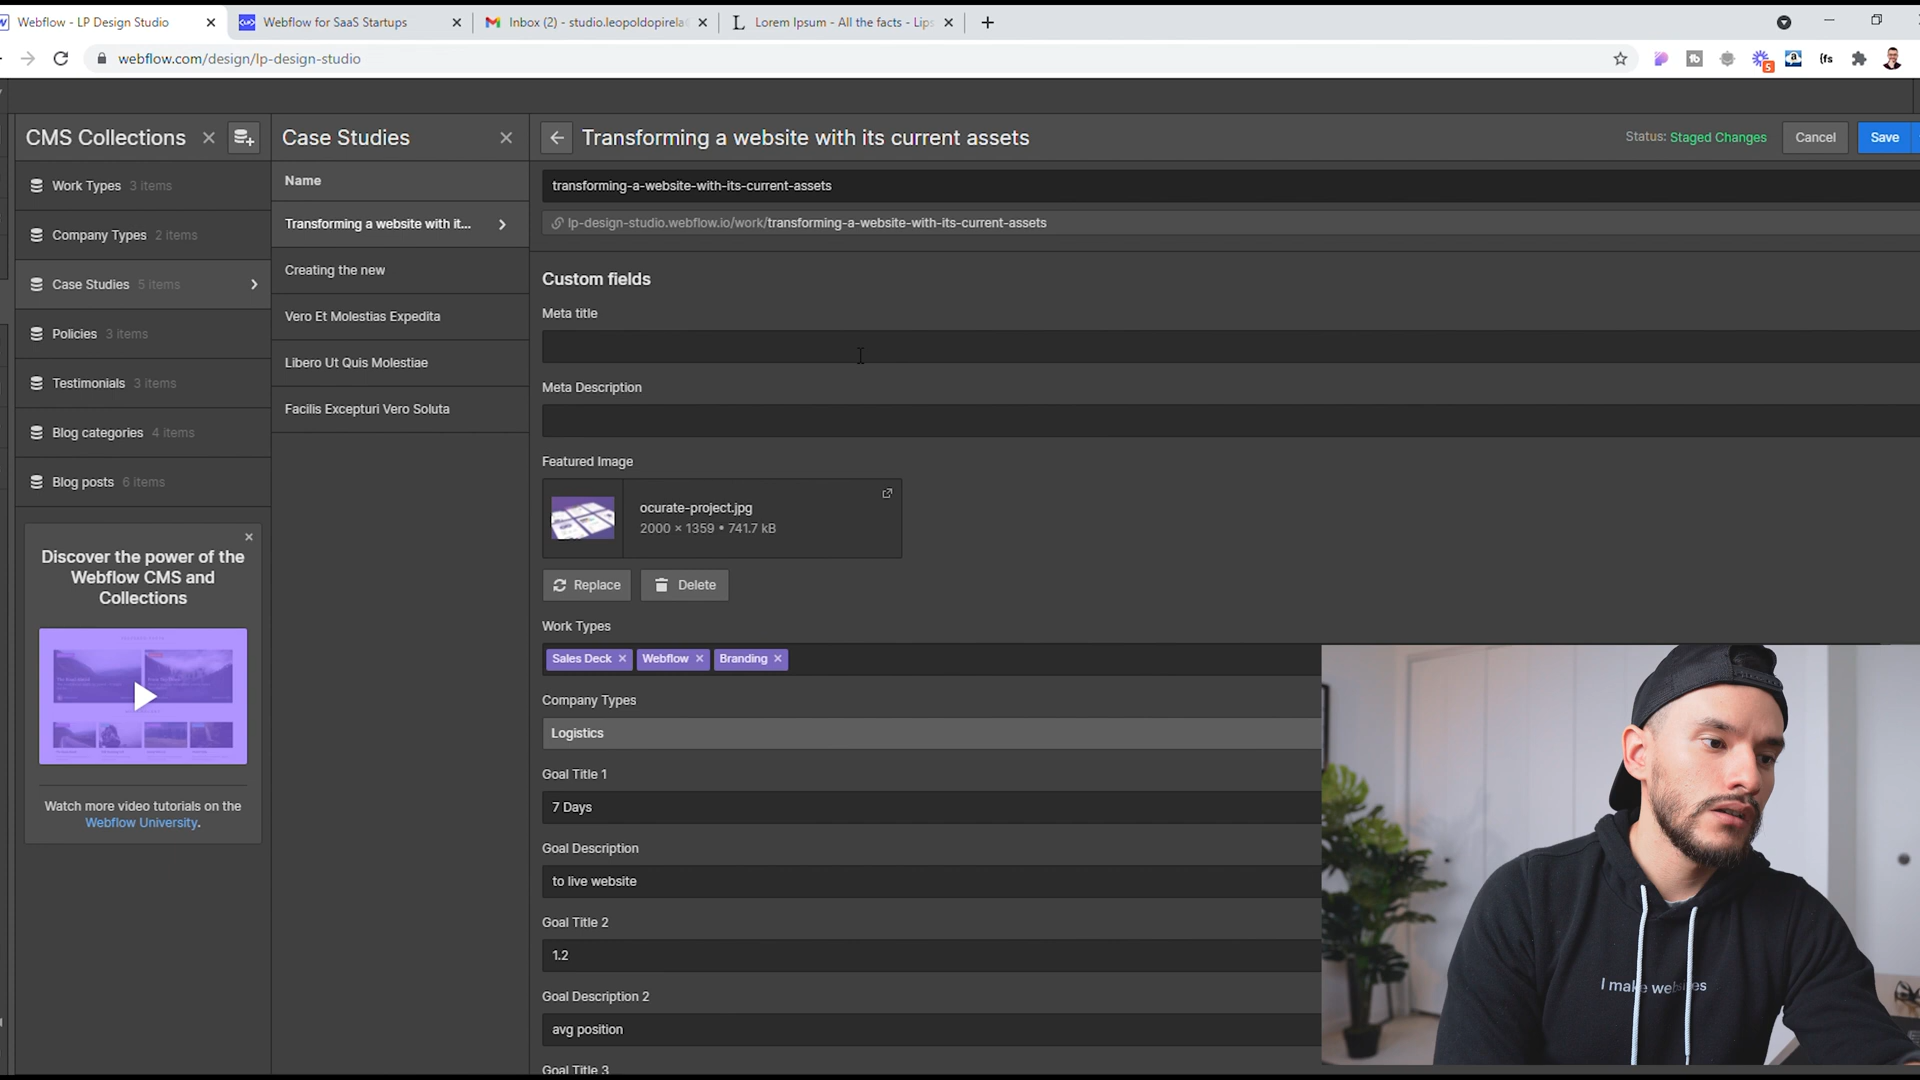 Webflow - LP Design Studio
Webflow for SaaS Startups
Inbox (2) - studio.leopoldopirela
Lorem Ipsum - All the facts - Lips
webflow.com/design/lp-design-studio
5
(fs
CMS Collections
Case Studies
Transforming a website with its current assets
Status: Staged Changes
Cancel
Save
Work Types 3 items
Company Types 2 items
Case Studies 5 items
Policies 3 items
Testimonials 3 items
Blog categories 4 items
Blog posts 6 items
Discover the power of the
Webflow CMS and
Collections
Watch more video tutorials on the
Webflow University.
Name
Transforming a website with it...
Creating the new
Vero Et Molestias Expedita
Libero Ut Quis Molestiae
Facilis Excepturi Vero Soluta
transforming-a-website-with-its-current-assets
lp-design-studio.webflow.io/work/transforming-a-website-with-its-current-assets
Custom fields
Meta title
Meta Description
Featured Image
ocurate-project.jpg
2000 × 1359 • 741.7 kB
Replace
Delete
Work Types
Sales Deck
Webflow
Branding
Company Types
Logistics
Goal Title 1
7 Days
Goal Description
to live website
Goal Title 2
1.2
Goal Description 2
avg position
Goal Title 3
I make websites